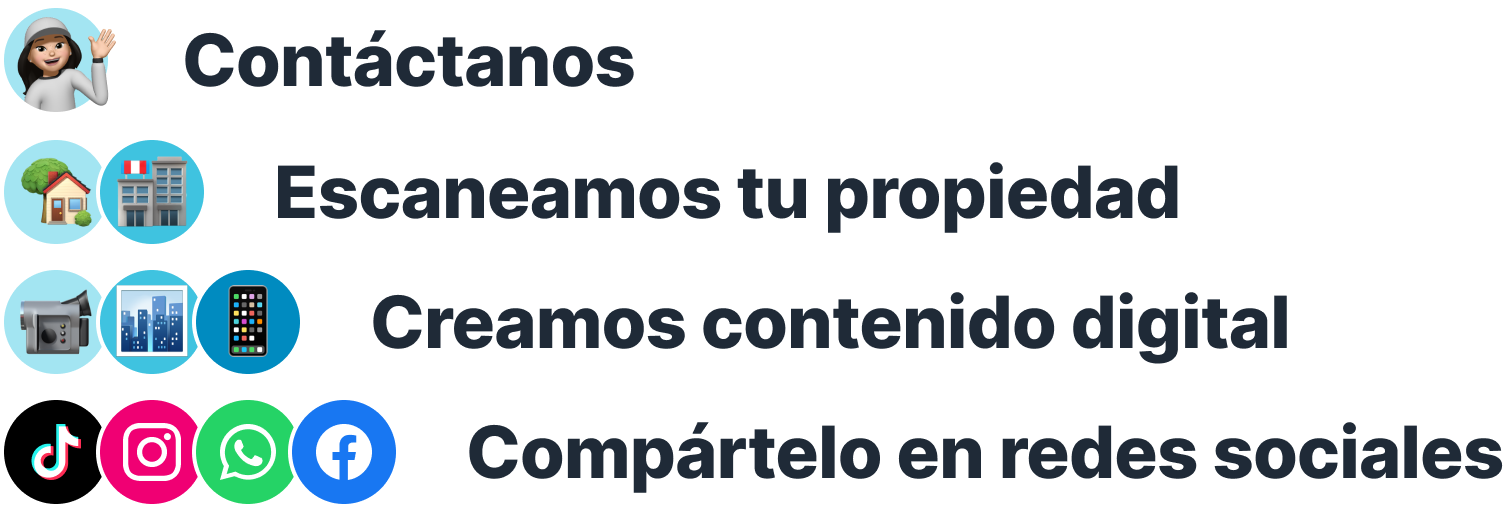 Contáctanos
Escaneamos tu propiedad
Creamos contenido digital
Compártelo en redes sociales